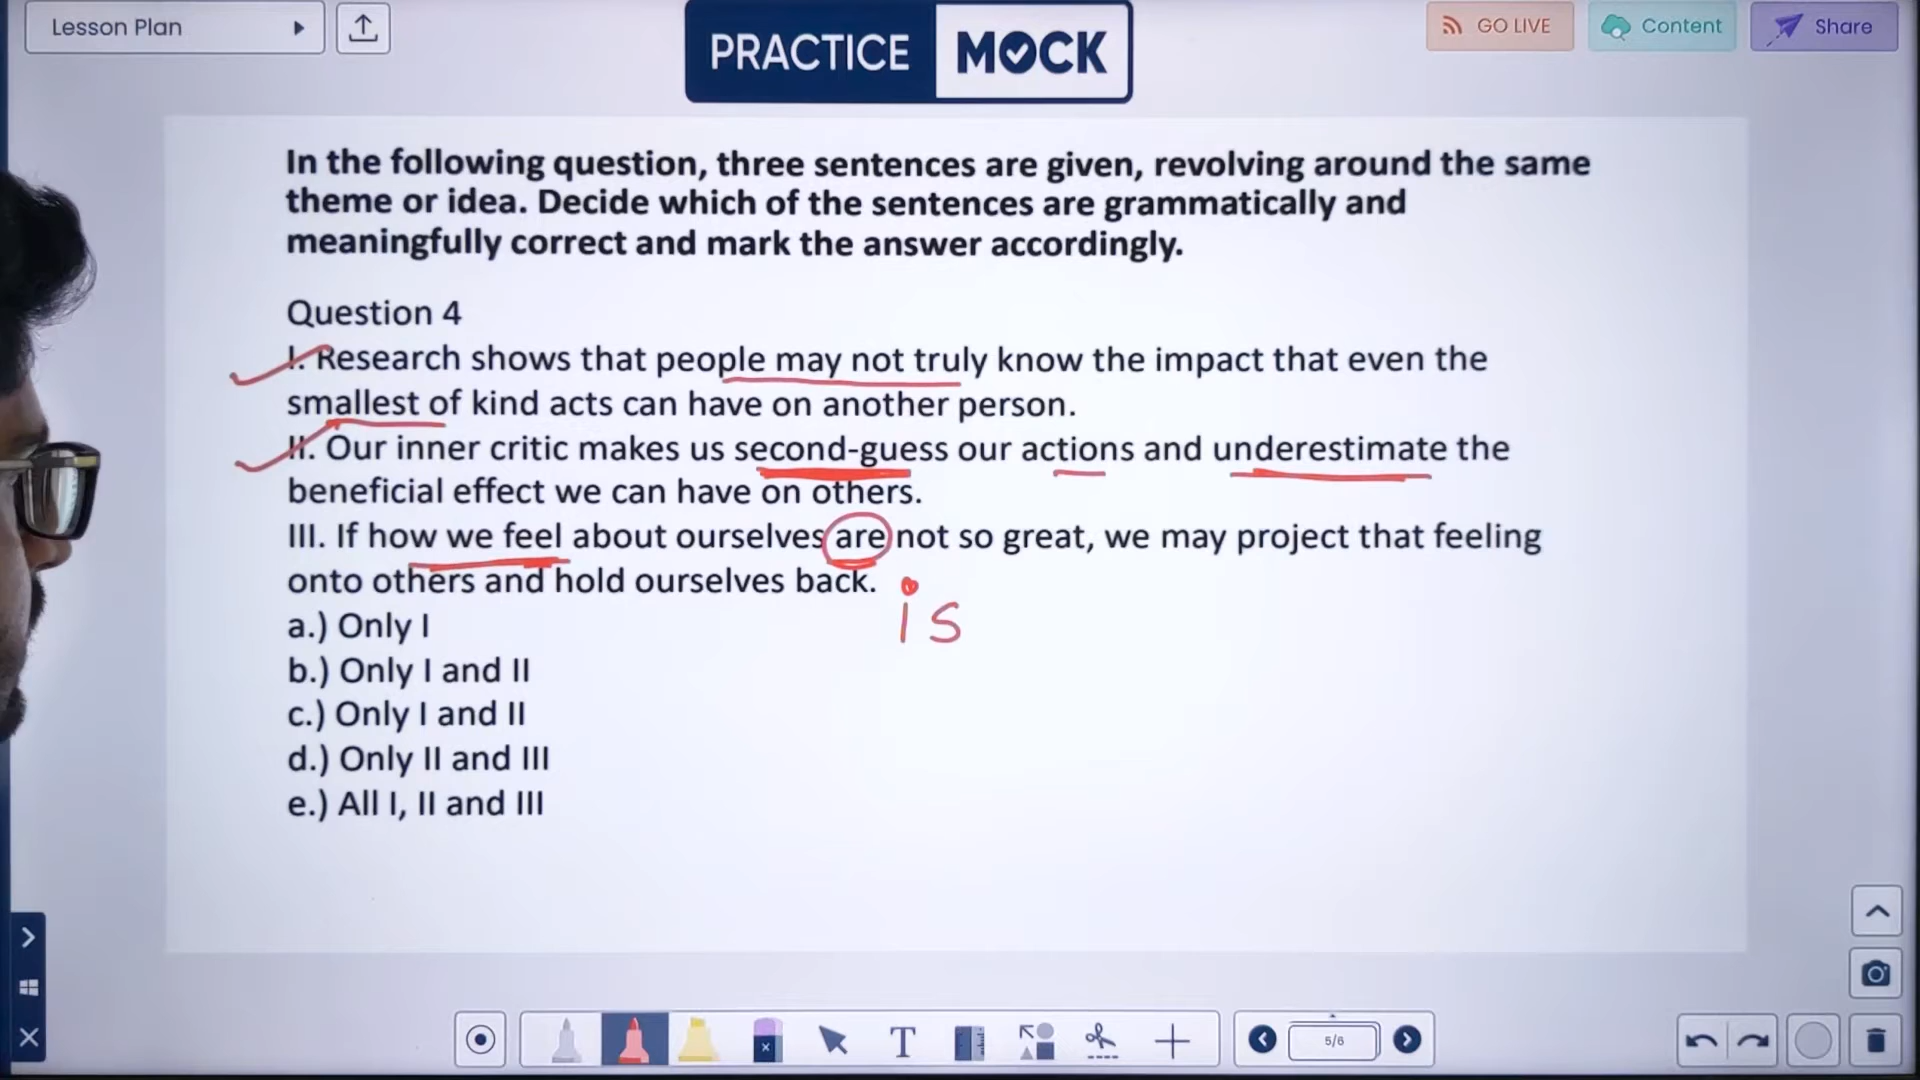 Lesson Plan
PRACTICE MOCK
GO LIVE
Content
Share
In the following question, three sentences are given, revolving around the same
theme or idea. Decide which of the sentences are grammatically and
meaningfully correct and mark the answer accordingly.
Question 4
I. Research shows that people may not truly know the impact that even the
smallest of kind acts can have on another person.
II. Our inner critic makes us second-guess our actions and underestimate the
beneficial effect we can have on others.
III. If how we feel about ourselves are not so great, we may project that feeling
onto others and hold ourselves back.
is
a.) Only I
b.) Only I and II
c.) Only I and II
d.) Only II and III
e.) All I, II and III
T
5/6